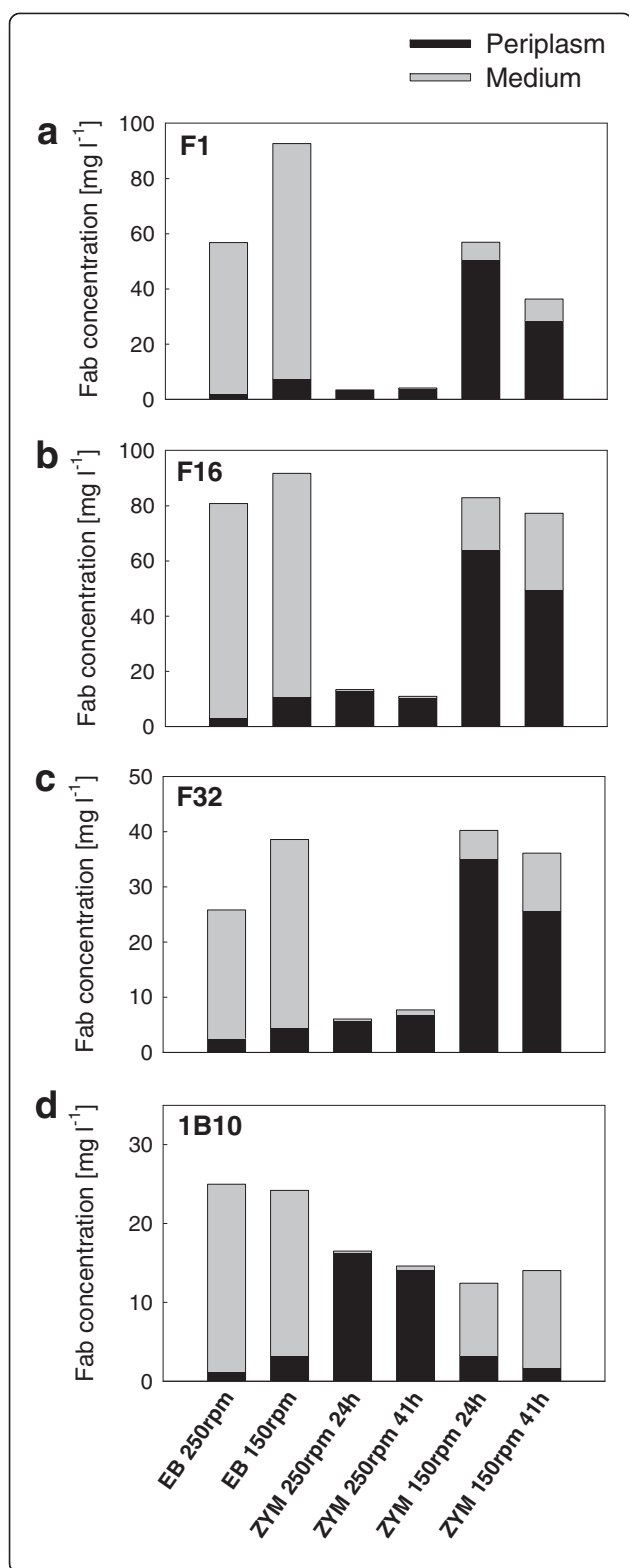 Periplasm
Medium
a
F1
Fab concentration [mg l⁻¹]
100
80
60
40
20
0
b
F16
Fab concentration [mg l⁻¹]
100
80
60
40
20
0
c
F32
Fab concentration [mg l⁻¹]
50
40
30
20
10
0
d
1B10
Fab concentration [mg l⁻¹]
30
20
10
0
EB 250rpm
EB 150rpm
ZYM 250rpm 24h
ZYM 250rpm 41h
ZYM 150rpm 24h
ZYM 150rpm 41h